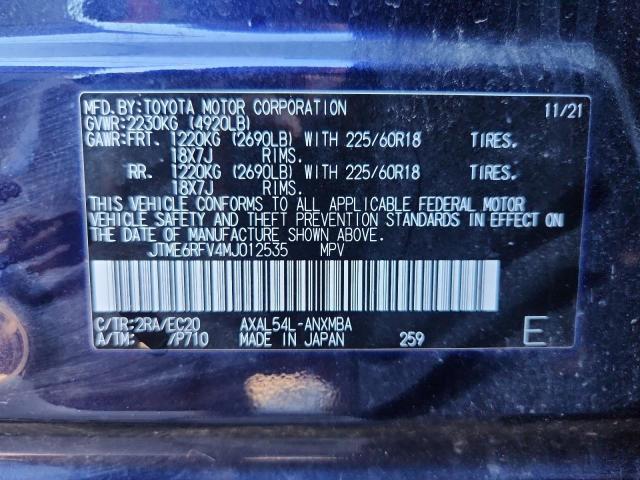 MFD.BY:TOYOTA MOTOR CORPORATION 11/21
GVWR:2230KG (4920LB)
GAWR:FRT. 1220KG (2690LB) WITH 225/60R18 TIRES.
18X7J RIMS.
RR. 1220KG (2690LB) WITH 225/60R18 TIRES.
18X7J RIMS.
THIS VEHICLE CONFORMS TO ALL APPLICABLE FEDERAL MOTOR
VEHICLE SAFETY AND THEFT PREVENTION STANDARDS IN EFFECT ON
THE DATE OF MANUFACTURE SHOWN ABOVE.
JTME6RFV4MJ012535 MPV
C/TR:2RA/EC20 AXAL54L-ANXMBA E
A/TM: /P710 MADE IN JAPAN 259